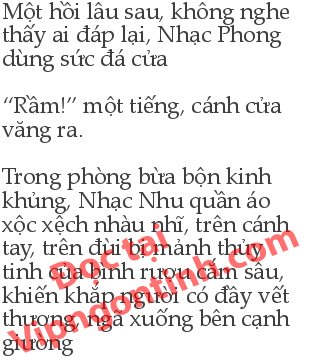 Một hồi lâu sau, không nghe
thấy ai đáp lại, Nhạc Phong
dùng sức đá cửa
“Rầm!” một tiếng, cánh cửa
văng ra.
Trong phòng bừa bộn kinh
khủng, Nhạc Nhu quần áo
xộc xệch nhàu nhĩ, trên cánh
tay, trên đùi bị mảnh thủy
tinh của bình rượu cắm sâu,
khiến khắp người có đầy vết
thương, ngã xuống bên cạnh
giường
Đọc tại
Vipngontinh.com